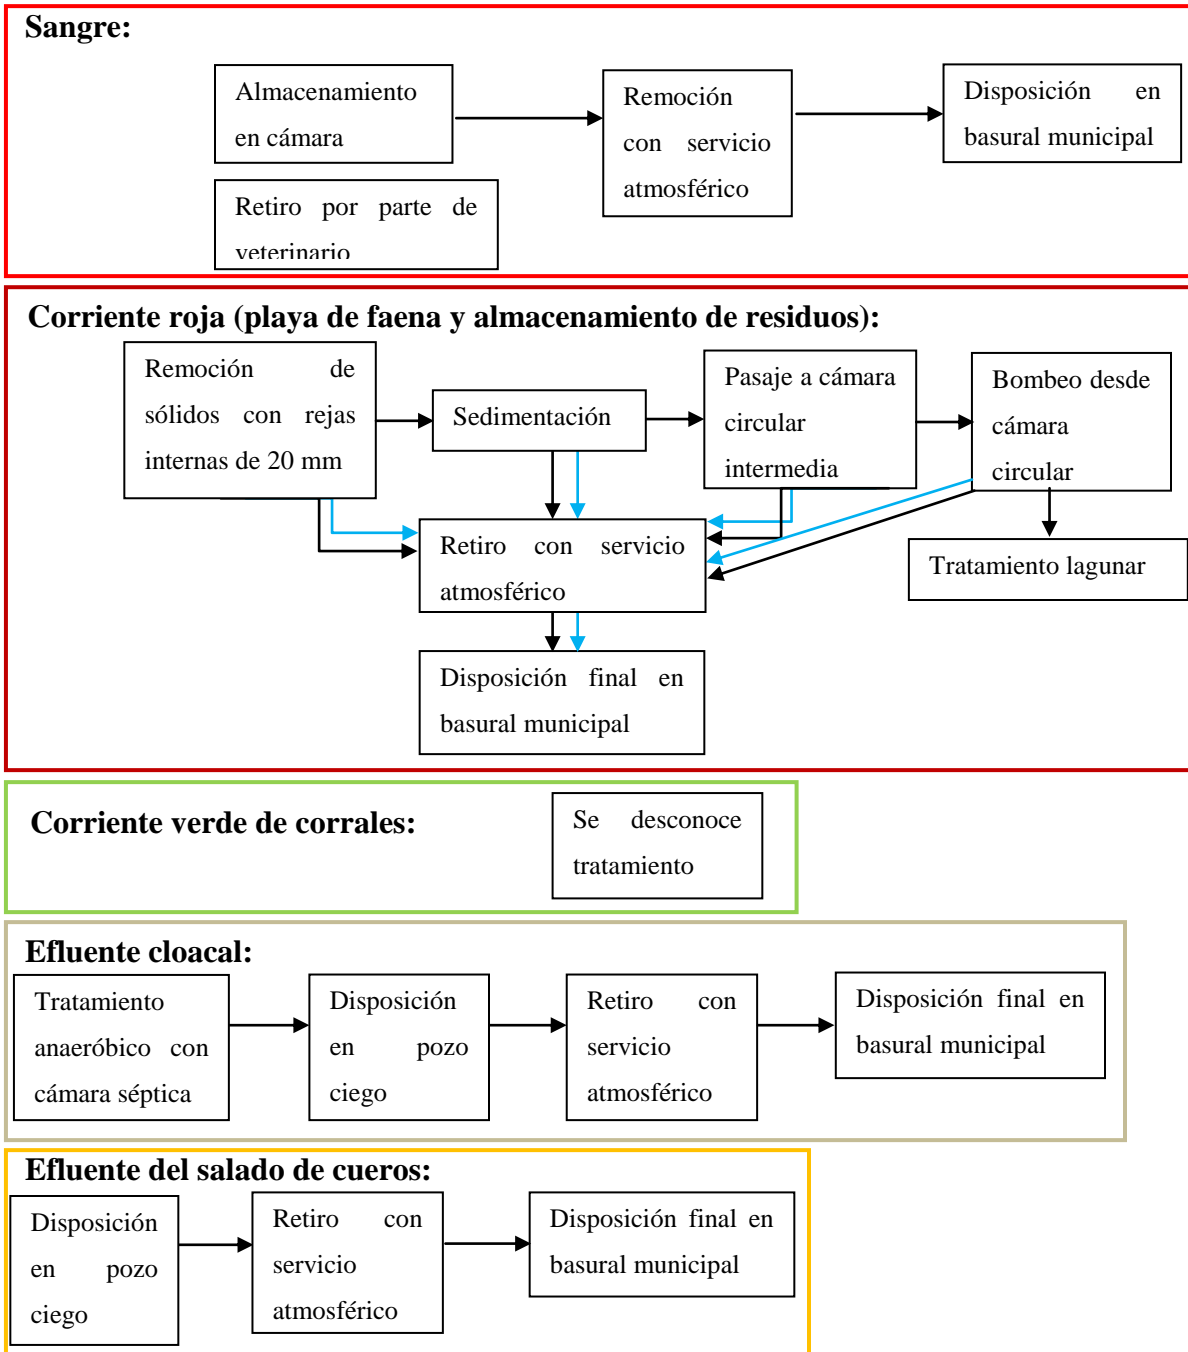 Sangre:
Almacenamiento
en cámara
Remoción
con servicio
atmosférico
Disposición en
basural municipal
Retiro por parte de
veterinario
Corriente roja (playa de faena y almacenamiento de residuos):
Remoción de
sólidos con rejas
internas de 20 mm
Sedimentación
Pasaje a cámara
circular
intermedia
Bombeo desde
cámara
circular
Retiro con servicio
atmosférico
Tratamiento lagunar
Disposición final en
basural municipal
Corriente verde de corrales:
Se desconoce
tratamiento
Efluente cloacal:
Tratamiento
anaeróbico con
cámara séptica
Disposición
en pozo
ciego
Retiro con
servicio
atmosférico
Disposición final en
basural municipal
Efluente del salado de cueros:
Disposición
en pozo
ciego
Retiro con
servicio
atmosférico
Disposición final en
basural municipal